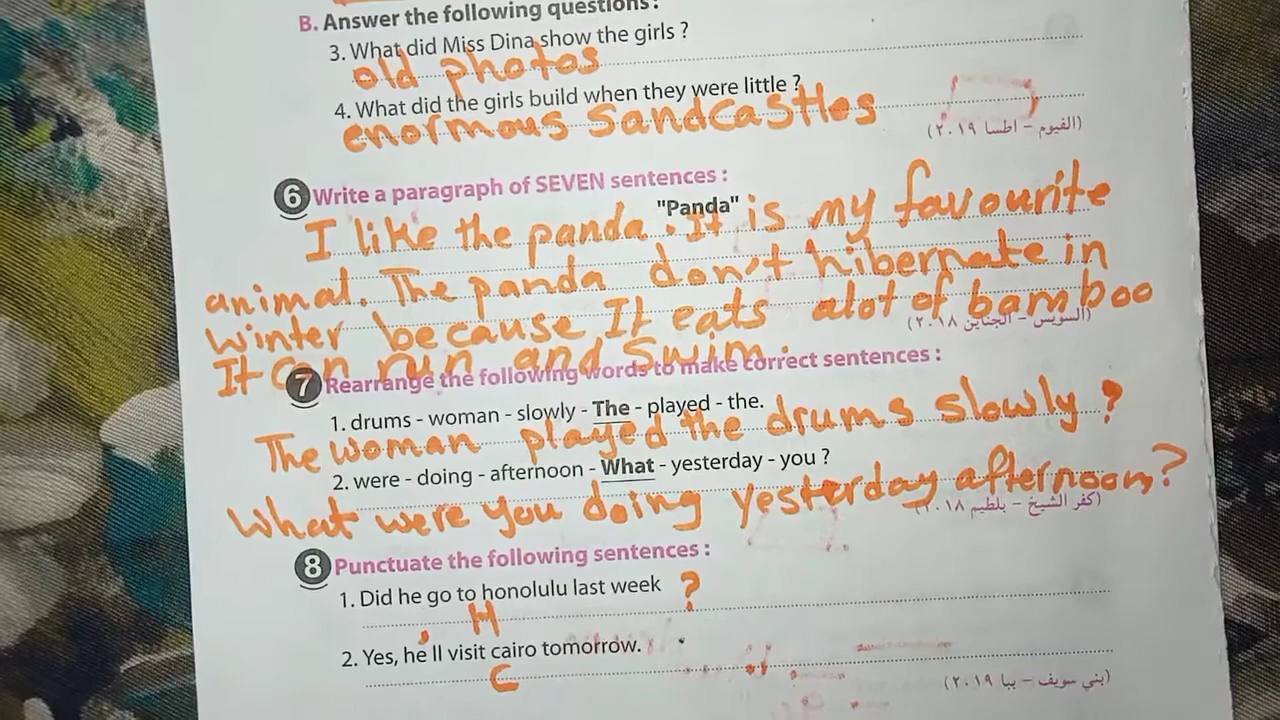 B. Answer the following questions:
3. What did Miss Dina show the girls ?
old photos
4. What did the girls build when they were little ?
enormous sandcastles
(الفيوم – اطسا ٢٠١٩)
6 Write a paragraph of SEVEN sentences :
"Panda"
I like the panda. It is my favourite
animal. The panda don't hibernate in
winter because It eats alot of bamboo
(السويس – الجناين ٢٠١٨)
It can run and swim.
7 Rearrange the following words to make correct sentences :
1. drums - woman - slowly - The - played - the.
The woman played the drums slowly ?
2. were - doing - afternoon - What - yesterday - you ?
What were you doing yesterday afternoon?
(كفر الشيخ – بلطيم ٢٠١٨)
8 Punctuate the following sentences :
1. Did he go to honolulu last week ?
H
2. Yes, he'll visit cairo tomorrow.
C
(بني سويف – ببا ٢٠١٩)